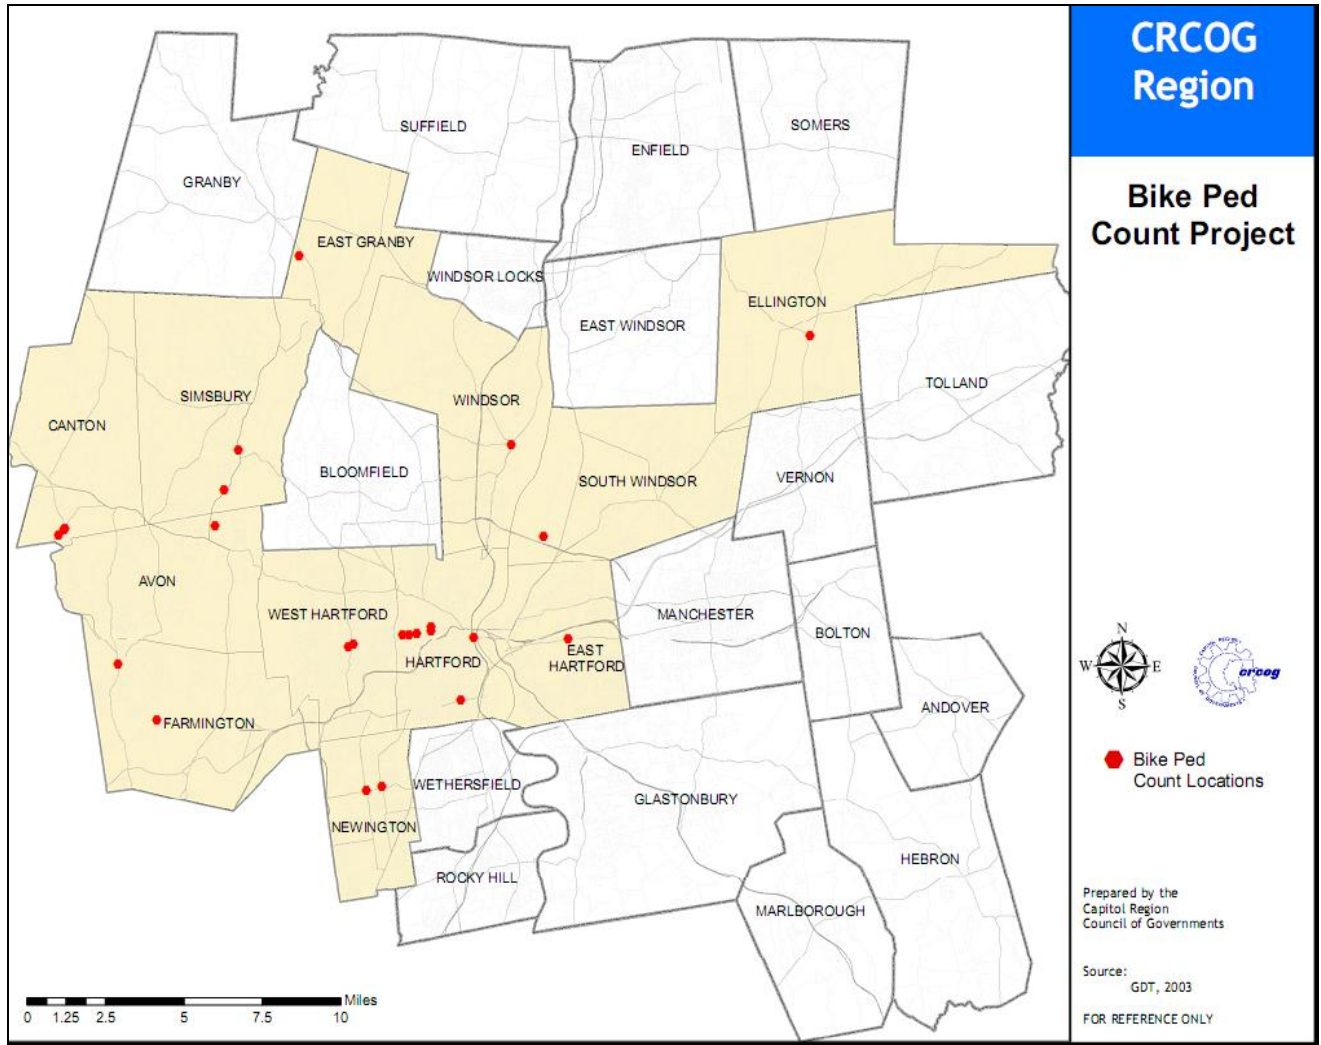 CRCOG
Region
Bike Ped
Count Project
SUFFIELD
SOMERS
ENFIELD
GRANBY
EAST GRANBY
WINDSOR LOCKS
ELLINGTON
EAST WINDSOR
TOLLAND
SIMSBURY
WINDSOR
CANTON
BLOOMFIELD
SOUTH WINDSOR
VERNON
AVON
WEST HARTFORD
MANCHESTER
BOLTON
HARTFORD
EAST
HARTFORD
ANDOVER
FARMINGTON
WETHERSFIELD
GLASTONBURY
NEWINGTON
HEBRON
ROCKY HILL
MARLBOROUGH
N
W E
S
crcog
Bike Ped
Count Locations
Prepared by the
Capitol Region
Council of Governments
Source:
GDT, 2003
FOR REFERENCE ONLY
Miles
0 1.25 2.5 5 7.5 10